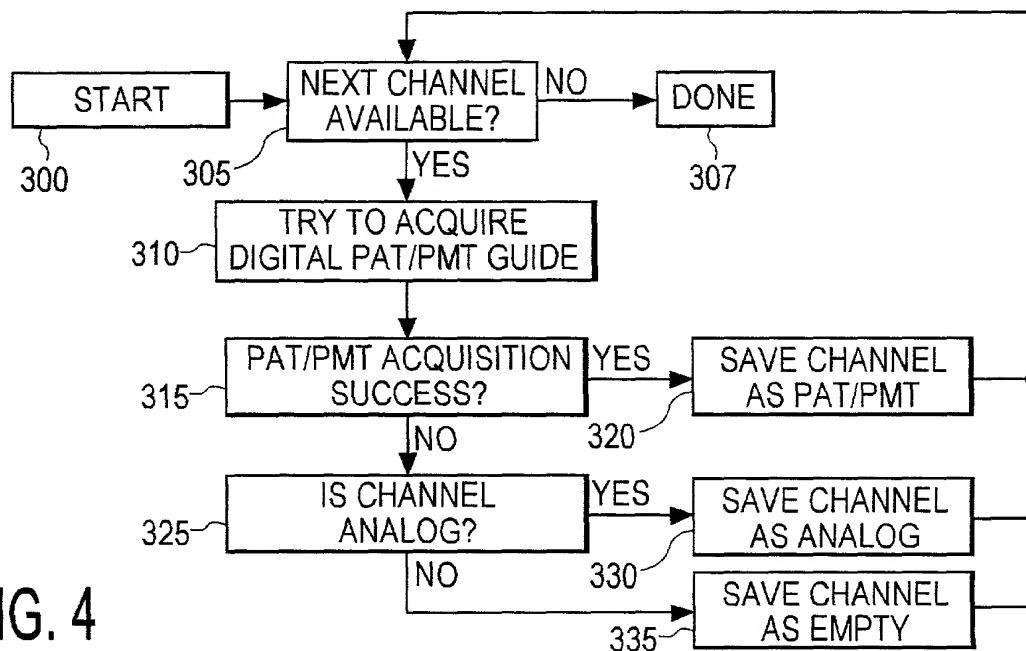 START
NEXT CHANNEL
AVAILABLE?
NO
DONE
300
305
307
YES
TRY TO ACQUIRE
DIGITAL PAT/PMT GUIDE
310
PAT/PMT ACQUISITION
SUCCESS?
YES
SAVE CHANNEL
AS PAT/PMT
315
320
NO
IS CHANNEL
ANALOG?
YES
SAVE CHANNEL
AS ANALOG
325
330
NO
SAVE CHANNEL
AS EMPTY
335
IG. 4